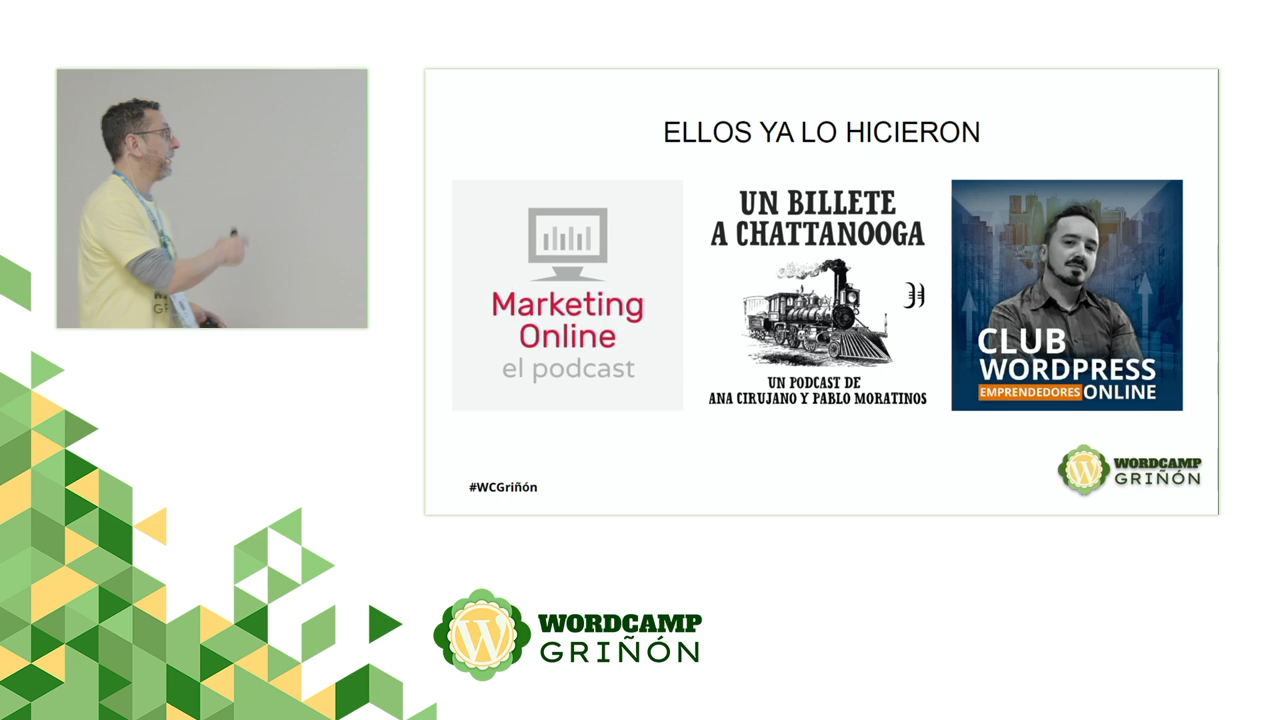 ELLOS YA LO HICIERON
Marketing
Online
el podcast
UN BILLETE
A CHATTANOOGA
UN PODCAST DE
ANA CIRUJANO Y PABLO MORATINOS
CLUB
WORDPRESS
EMPRENDEDORES ONLINE
#WCGriñón
WORDCAMP
GRIÑÓN
WORDCAMP
GRIÑÓN